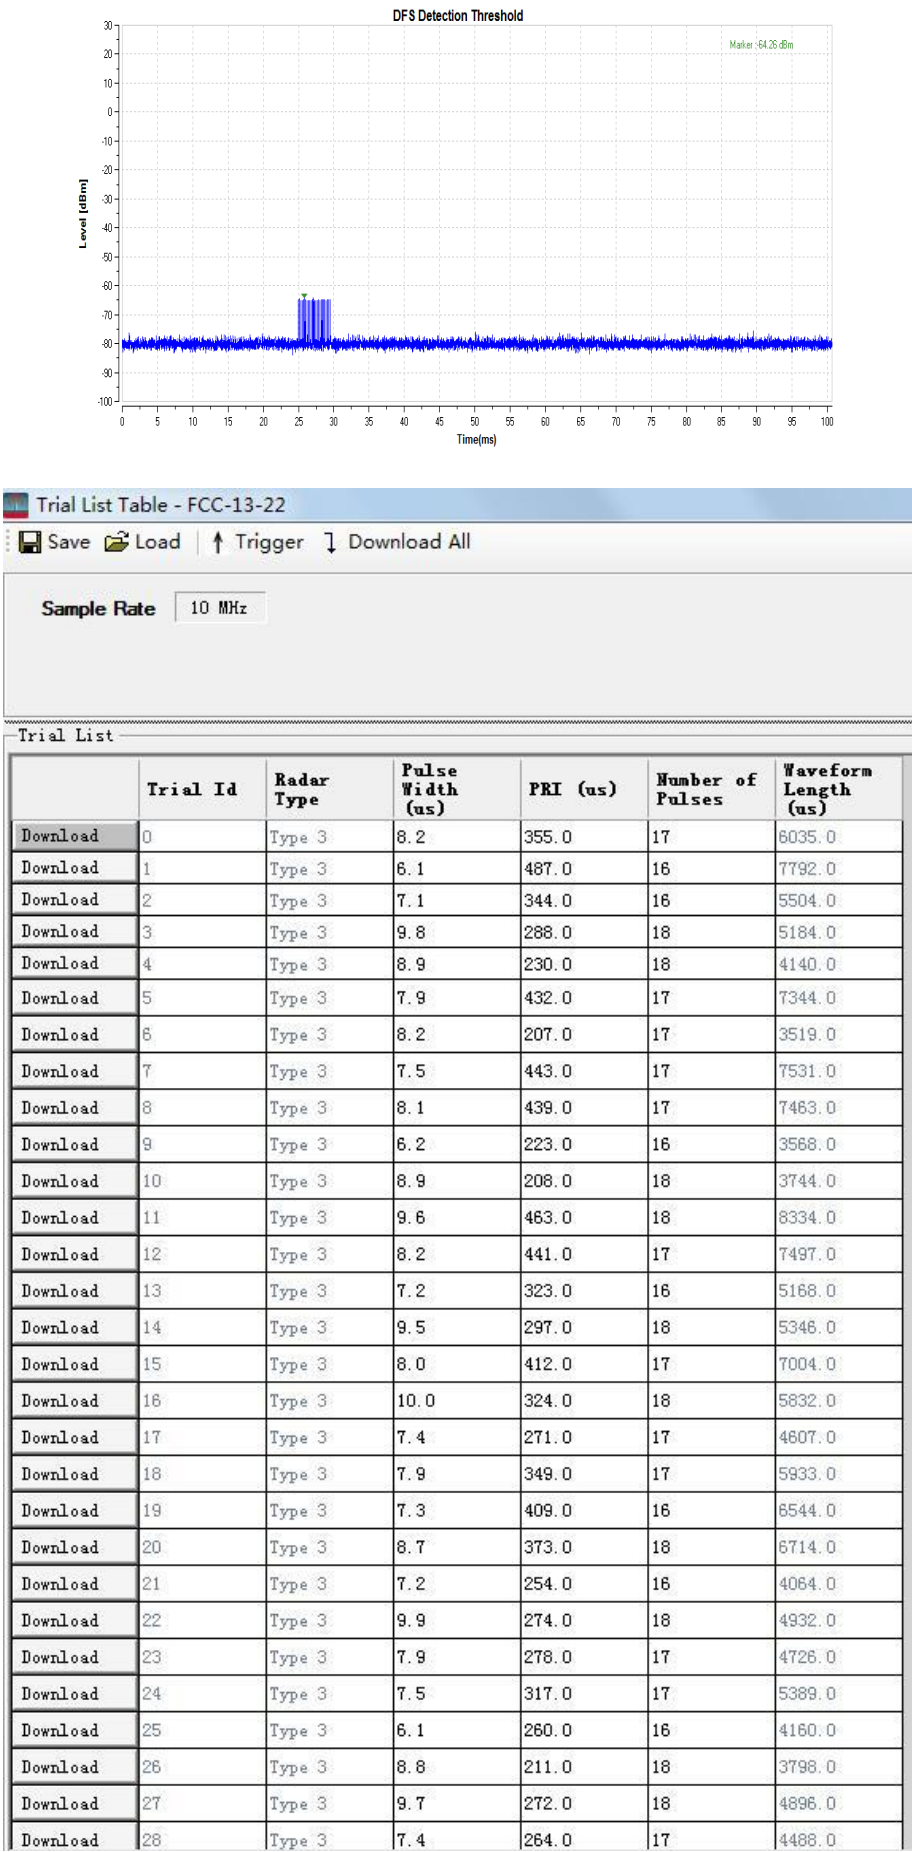 DFS Detection Threshold
Marker :-64.26 dBm
30
20
10
0
-10
-20
-30
-40
-50
-60
-70
-80
-90
-100
Level [dBm]
0 5 10 15 20 25 30 35 40 45 50 55 60 65 70 75 80 85 90 95 100
Time(ms)
Trial List Table - FCC-13-22
Save Load Trigger Download All
Sample Rate 10 MHz
Trial List
Trial Id Radar Type Pulse Width (us) PRI (us) Number of Pulses Waveform Length (us)
Download 0 Type 3 8.2 355.0 17 6035.0
Download 1 Type 3 6.1 487.0 16 7792.0
Download 2 Type 3 7.1 344.0 16 5504.0
Download 3 Type 3 9.8 288.0 18 5184.0
Download 4 Type 3 8.9 230.0 18 4140.0
Download 5 Type 3 7.9 432.0 17 7344.0
Download 6 Type 3 8.2 207.0 17 3519.0
Download 7 Type 3 7.5 443.0 17 7531.0
Download 8 Type 3 8.1 439.0 17 7463.0
Download 9 Type 3 6.2 223.0 16 3568.0
Download 10 Type 3 8.9 208.0 18 3744.0
Download 11 Type 3 9.6 463.0 18 8334.0
Download 12 Type 3 8.2 441.0 17 7497.0
Download 13 Type 3 7.2 323.0 16 5168.0
Download 14 Type 3 9.5 297.0 18 5346.0
Download 15 Type 3 8.0 412.0 17 7004.0
Download 16 Type 3 10.0 324.0 18 5832.0
Download 17 Type 3 7.4 271.0 17 4607.0
Download 18 Type 3 7.9 349.0 17 5933.0
Download 19 Type 3 7.3 409.0 16 6544.0
Download 20 Type 3 8.7 373.0 18 6714.0
Download 21 Type 3 7.2 254.0 16 4064.0
Download 22 Type 3 9.9 274.0 18 4932.0
Download 23 Type 3 7.9 278.0 17 4726.0
Download 24 Type 3 7.5 317.0 17 5389.0
Download 25 Type 3 6.1 260.0 16 4160.0
Download 26 Type 3 8.8 211.0 18 3798.0
Download 27 Type 3 9.7 272.0 18 4896.0
Download 28 Type 3 7.4 264.0 17 4488.0